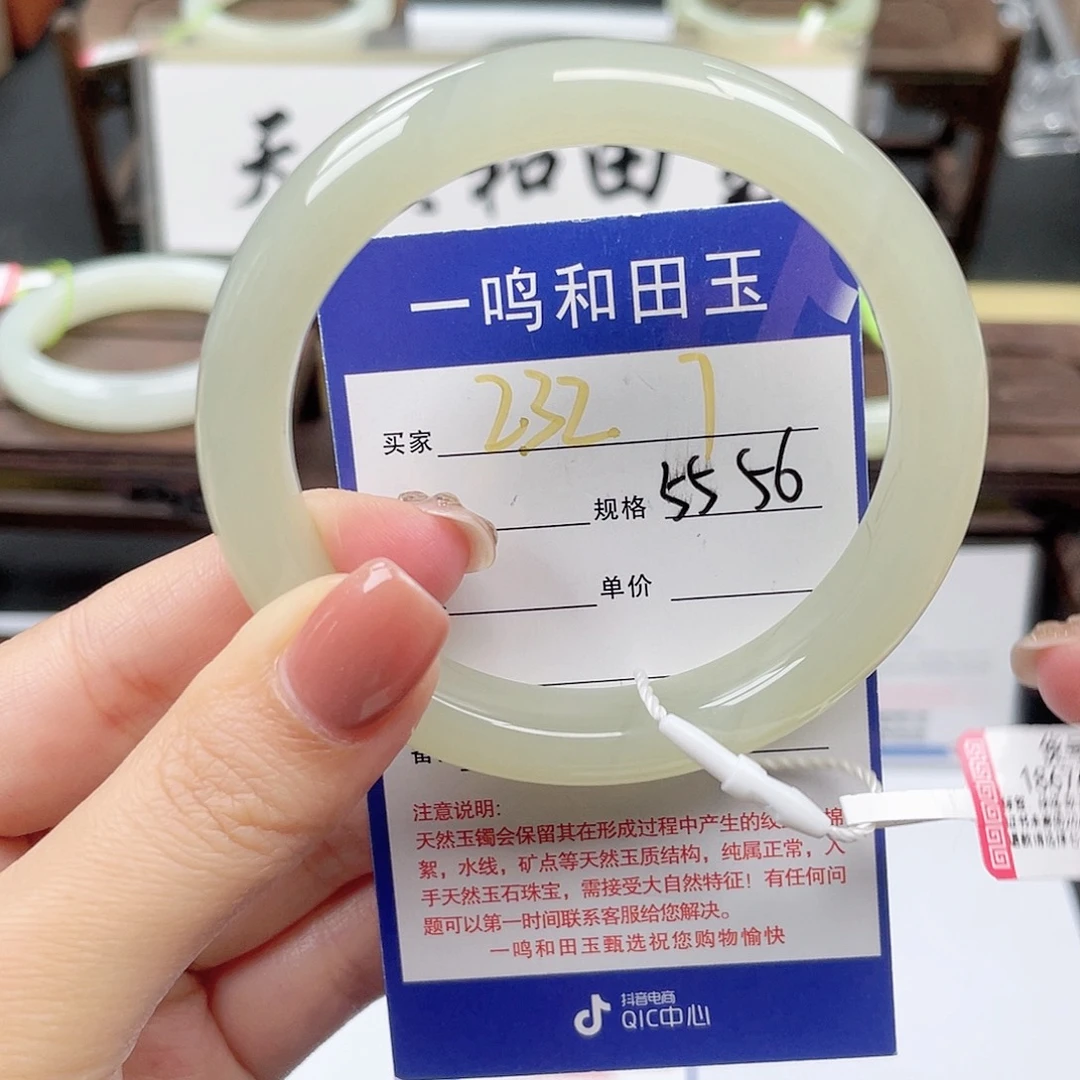 天 和田
一鸣和田玉
买家 232 7
规格 55 56
单价
注意说明:
天然玉镯会保留其在形成过程中产生的纹 棉
絮，水线，矿点等天然玉质结构，纯属正常，入
手天然玉石珠宝，需接受大自然特征！有任何问
题可以第一时间联系客服给您解决。
一鸣和田玉甄选祝您购物愉快
抖音电商
QIC中心